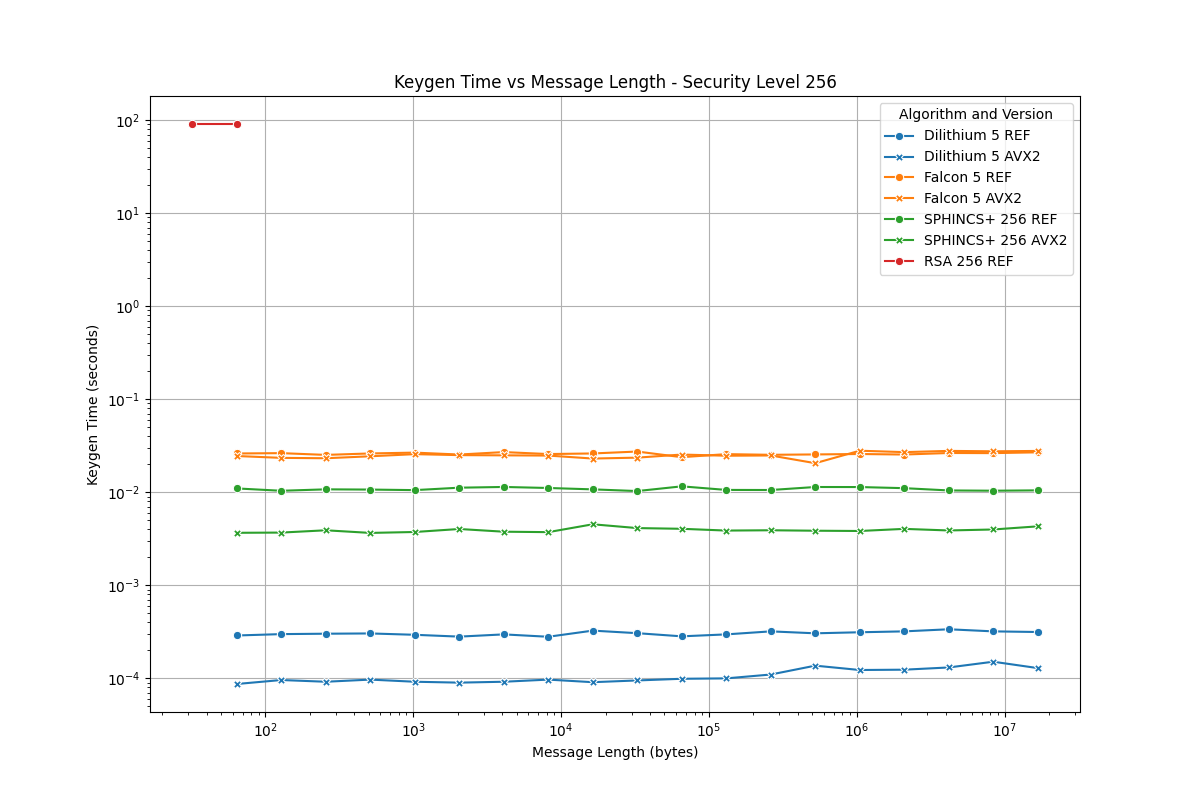 Keygen Time vs Message Length - Security Level 256
Algorithm and Version
Dilithium 5 REF
Dilithium 5 AVX2
Falcon 5 REF
Falcon 5 AVX2
SPHINCS+ 256 REF
SPHINCS+ 256 AVX2
RSA 256 REF
Keygen Time (seconds)
10²
10¹
10⁰
10⁻¹
10⁻²
10⁻³
10⁻⁴
10² 10³ 10⁴ 10⁵ 10⁶ 10⁷
Message Length (bytes)